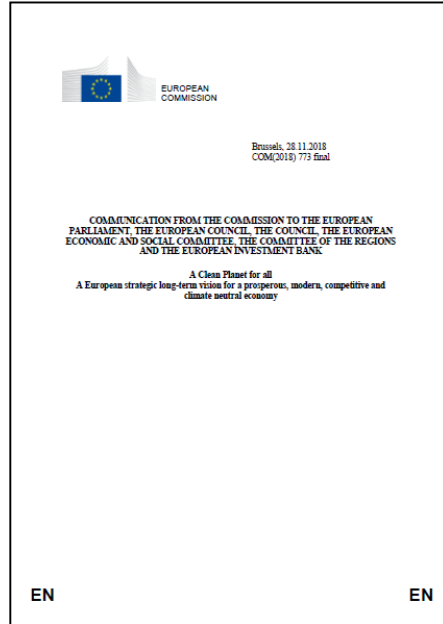 EUROPEAN
COMMISSION
Brussels, 28.11.2018
COM(2018) 773 final
COMMUNICATION FROM THE COMMISSION TO THE EUROPEAN
PARLIAMENT, THE EUROPEAN COUNCIL, THE COUNCIL, THE EUROPEAN
ECONOMIC AND SOCIAL COMMITTEE, THE COMMITTEE OF THE REGIONS
AND THE EUROPEAN INVESTMENT BANK
A Clean Planet for all
A European strategic long-term vision for a prosperous, modern, competitive and
climate neutral economy
EN EN